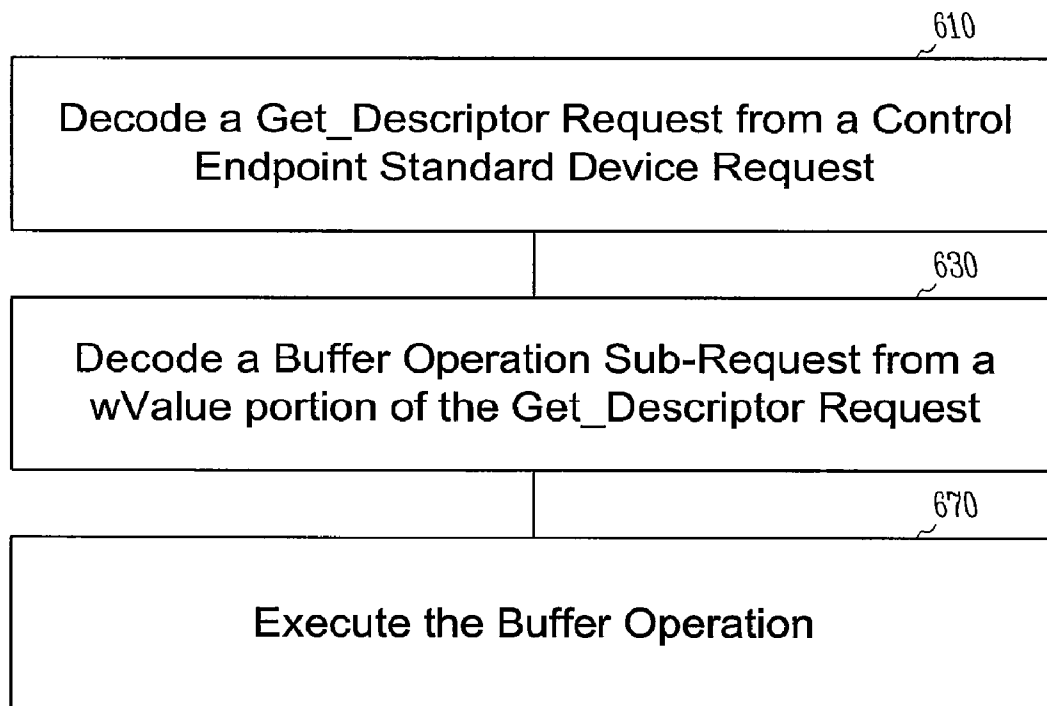 610
Decode a Get_Descriptor Request from a Control
Endpoint Standard Device Request
630
Decode a Buffer Operation Sub-Request from a
wValue portion of the Get_Descriptor Request
670
Execute the Buffer Operation